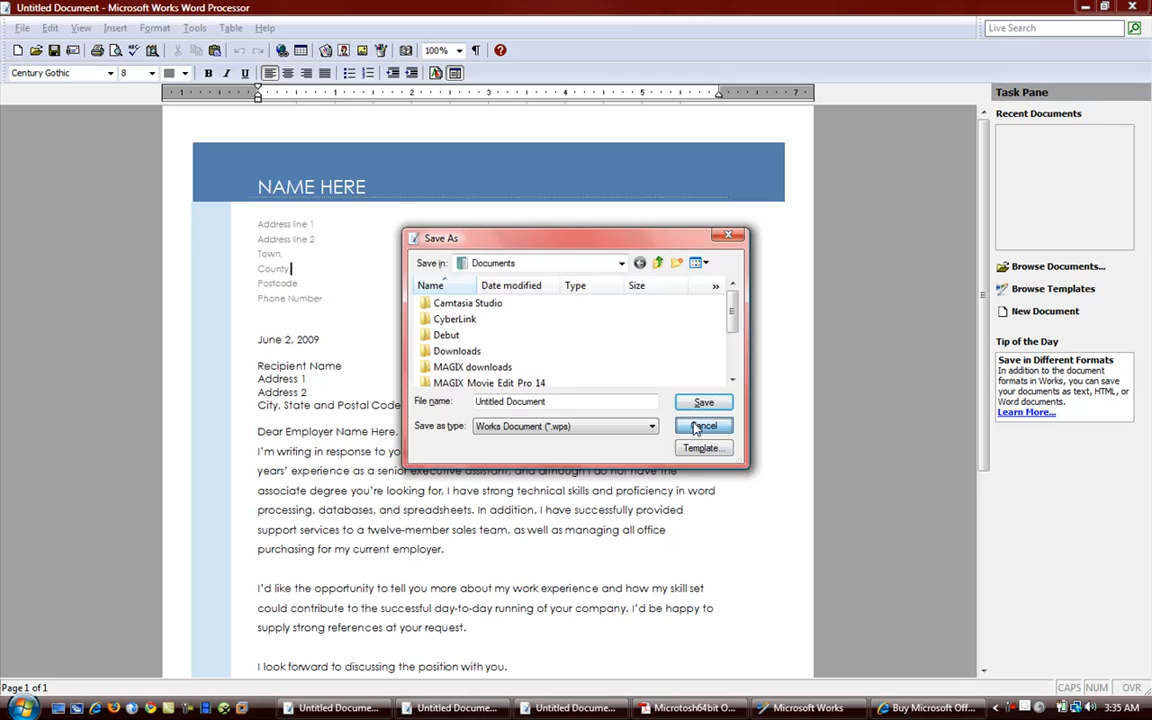 Untitled Document - Microsoft Works Word Processor
File Edit View Insert Format Tools Table Help
Live Search
100%
Century Gothic 8 B I U
1 1 2 3 4 5 7
Task Pane
Recent Documents
Browse Documents...
Browse Templates
New Document
Tip of the Day
Save in Different Formats
In addition to the document
formats in Works, you can save
your documents as text, HTML, or
Word documents.
Learn More...
NAME HERE
Address line 1
Address line 2
Town,
County
Postcode
Phone Number
June 2, 2009
Recipient Name
Address 1
Address 2
City, State and Postal Code
Dear Employer Name Here,
I'm writing in response to yo
years' experience as a senior executive assistant, and although I do not have the
associate degree you're looking for, I have strong technical skills and proficiency in word
processing, databases, and spreadsheets. In addition, I have successfully provided
support services to a twelve-member sales team, as well as managing all office
purchasing for my current employer.
I'd like the opportunity to tell you more about my work experience and how my skill set
could contribute to the successful day-to-day running of your company. I'd be happy to
supply strong references at your request.
I look forward to discussing the position with you.
Save As
Save in: Documents
Name Date modified Type Size »
Camtasia Studio
CyberLink
Debut
Downloads
MAGIX downloads
MAGIX Movie Edit Pro 14
File name: Untitled Document Save
Save as type: Works Document (*.wps) Cancel
Template...
Page 1 of 1
CAPS NUM OVR
Untitled Docume... Untitled Docume... Untitled Docume... Microtosh64bit O... Microsoft Works Buy Microsoft Off... 3:35 AM